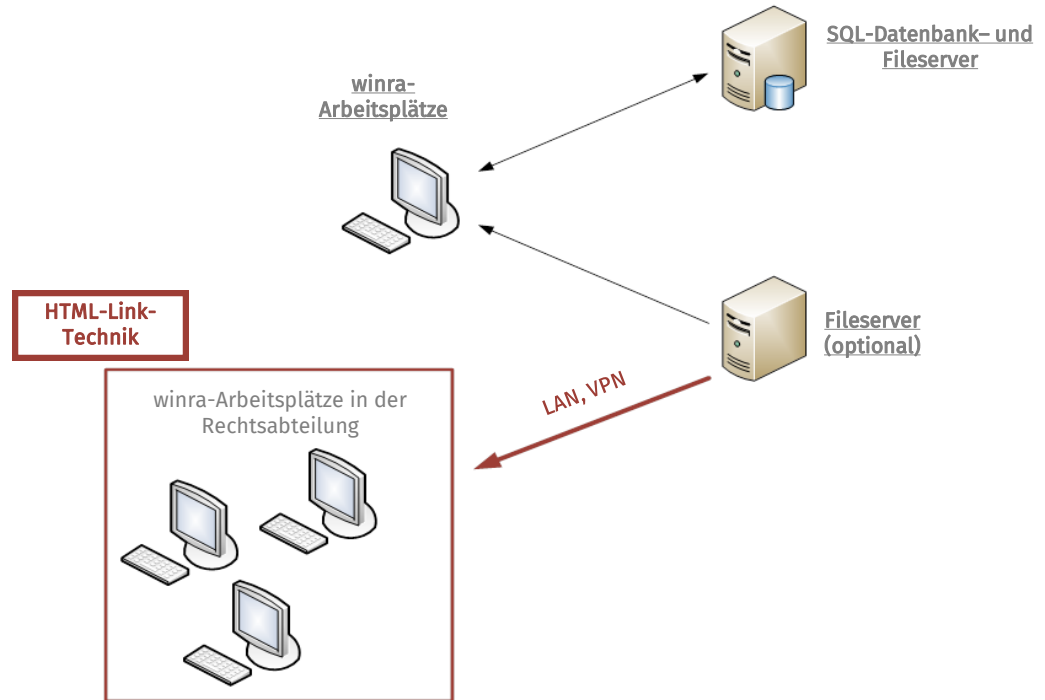 SQL-Datenbank– und
Fileserver
winra-
Arbeitsplätze
HTML-Link-
Technik
Fileserver
(optional)
LAN, VPN
winra-Arbeitsplätze in der
Rechtsabteilung